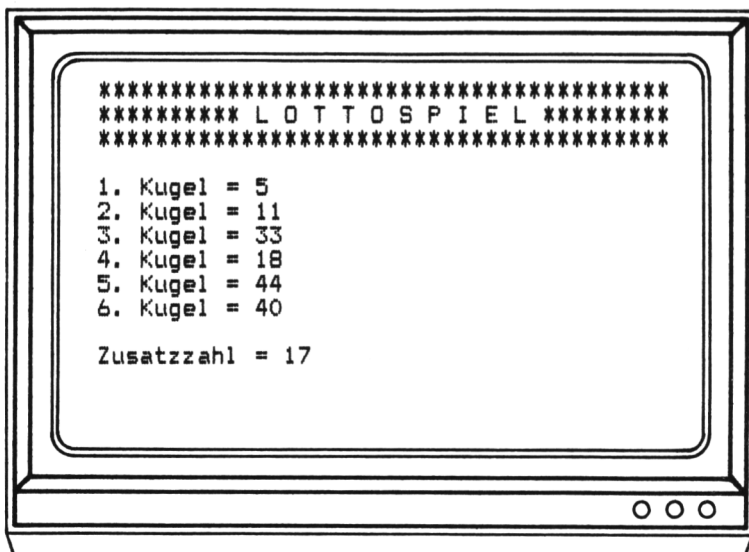 ****************************************
********** L O T T O S P I E L *********
****************************************
1. Kugel = 5
2. Kugel = 11
3. Kugel = 33
4. Kugel = 18
5. Kugel = 44
6. Kugel = 40
Zusatzzahl = 17